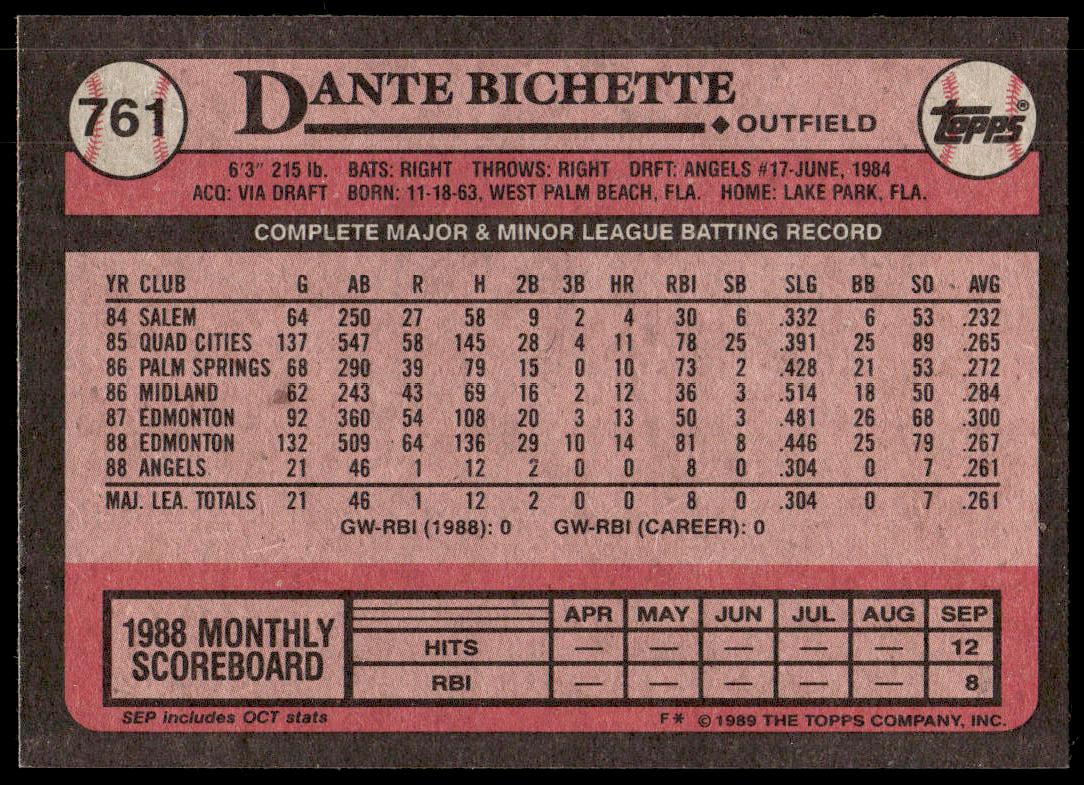 761
DANTE BICHETTE
◆ OUTFIELD
Topps®
6'3" 215 lb. BATS: RIGHT THROWS: RIGHT DRFT: ANGELS #17-JUNE, 1984
ACQ: VIA DRAFT BORN: 11-18-63, WEST PALM BEACH, FLA. HOME: LAKE PARK, FLA.
COMPLETE MAJOR & MINOR LEAGUE BATTING RECORD
YR CLUB G AB R H 2B 3B HR RBI SB SLG BB SO AVG
84 SALEM 64 250 27 58 9 2 4 30 6 .332 6 53 .232
85 QUAD CITIES 137 547 58 145 28 4 11 78 25 .391 25 89 .265
86 PALM SPRINGS 68 290 39 79 15 0 10 73 2 .428 21 53 .272
86 MIDLAND 62 243 43 69 16 2 12 36 3 .514 18 50 .284
87 EDMONTON 92 360 54 108 20 3 13 50 3 .481 26 68 .300
88 EDMONTON 132 509 64 136 29 10 14 81 8 .446 25 79 .267
88 ANGELS 21 46 1 12 2 0 0 8 0 .304 0 7 .261
MAJ. LEA. TOTALS 21 46 1 12 2 0 0 8 0 .304 0 7 .261
GW-RBI (1988): 0 GW-RBI (CAREER): 0
1988 MONTHLY
SCOREBOARD
APR MAY JUN JUL AUG SEP
HITS — — — — — 12
RBI — — — — — 8
SEP includes OCT stats
F* © 1989 THE TOPPS COMPANY, INC.